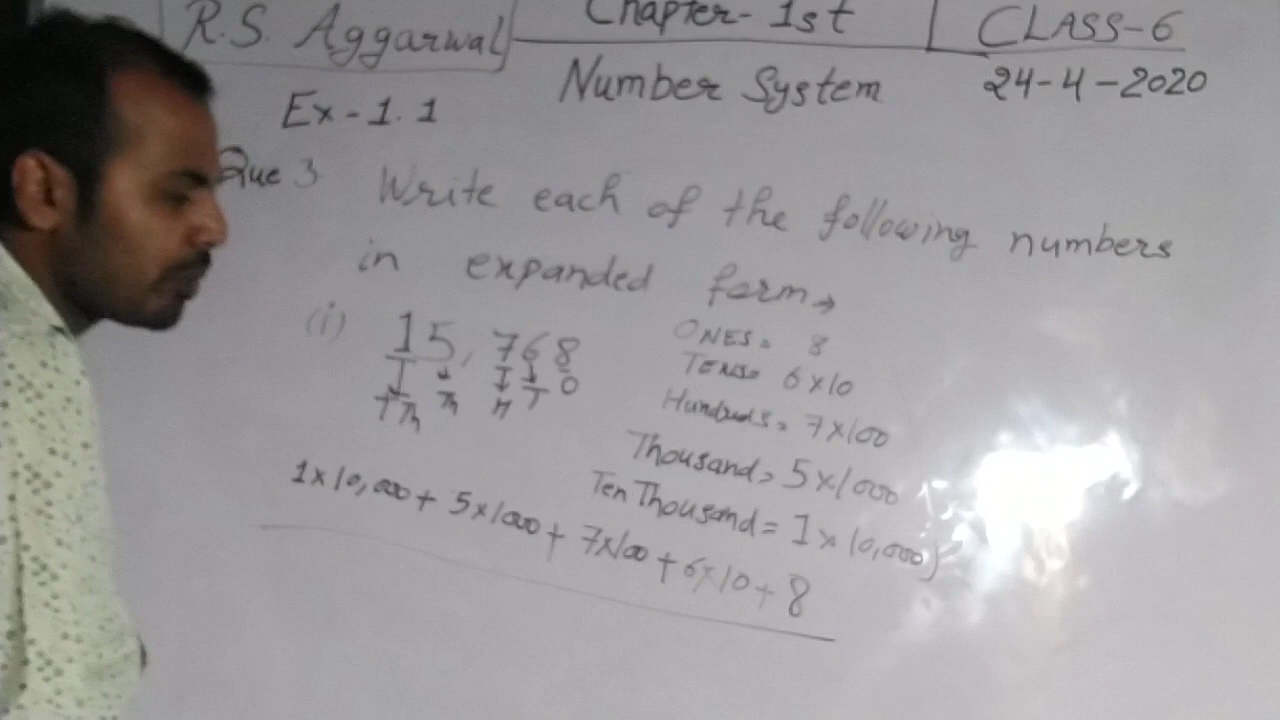 R.S. Aggarwal
Chapter- 1st
CLASS-6
Number System
24-4-2020
Ex-1.1
Que 3 Write each of the following numbers
in expanded form→
(i) 15,768
TTh Th H T O
ONES= 8
TENS= 6×10
Hundreds= 7×100
Thousand= 5×1000
Ten Thousand= 1×10,000)
1×10,000+ 5×1000+ 7×100+6×10+8